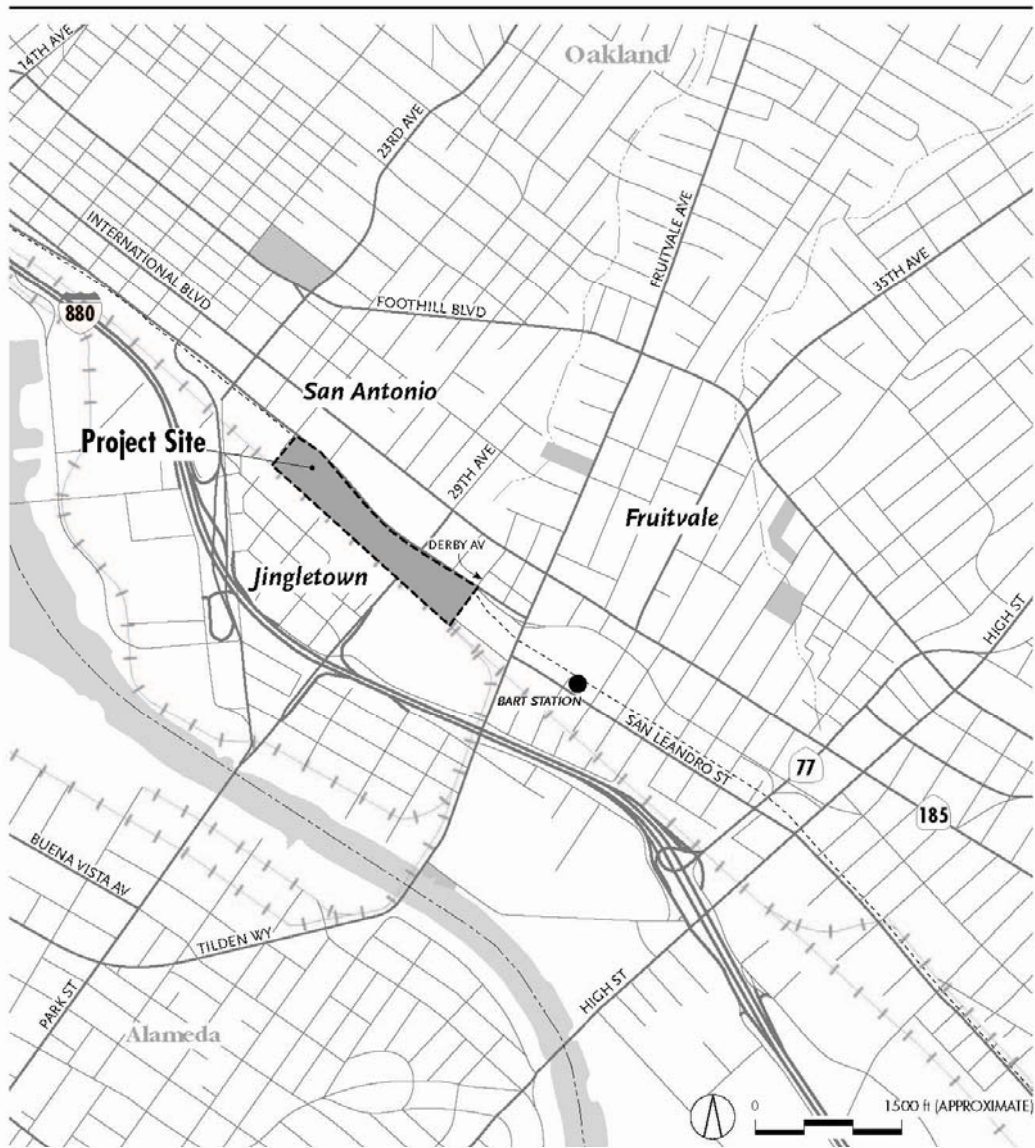 Oakland
14TH AVE
23RD AVE
INTERNATIONAL BLVD
FRUITVALE AVE
35TH AVE
880
FOOTHILL BLVD
San Antonio
Project Site
29TH AVE
Fruitvale
DERBY AV
Jingletown
HIGH ST
BART STATION
SAN LEANDRO ST
77
185
BUENA VISTA AV
TILDEN WY
PARK ST
HIGH ST
Alameda
0 1500 ft (APPROXIMATE)